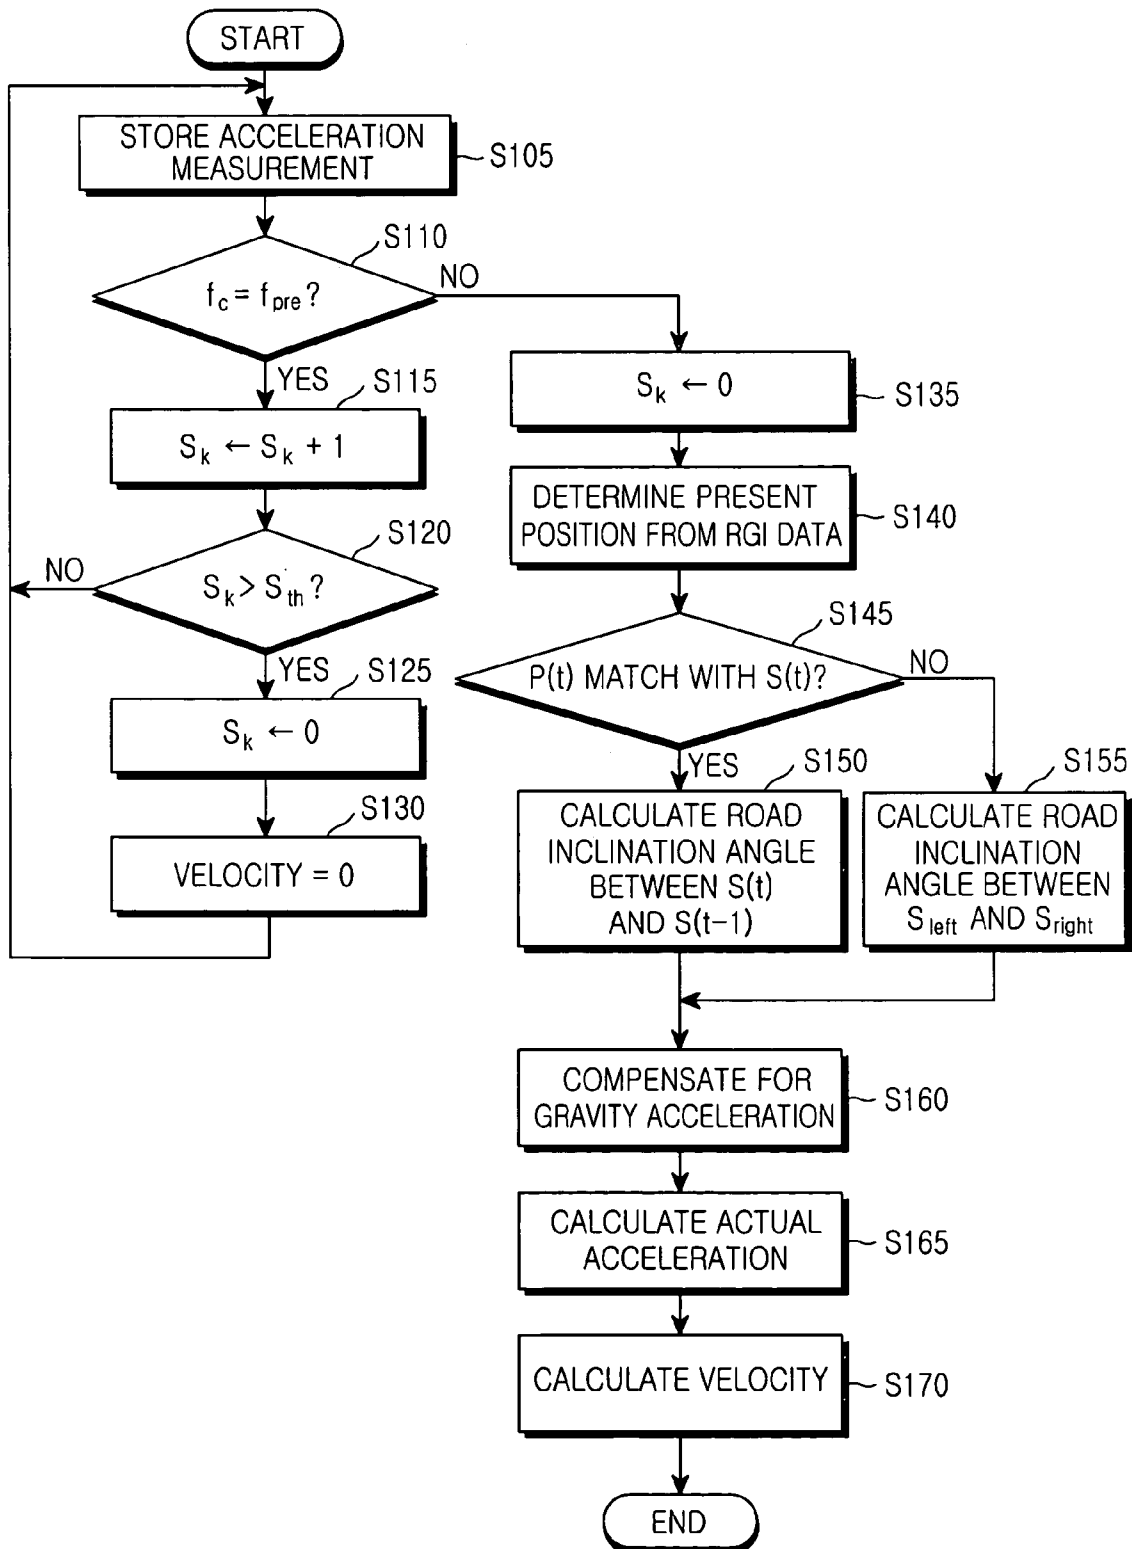 START
STORE ACCELERATION
MEASUREMENT
S105
S110
f_c = f_pre ?
NO
YES
S115
S_k ← S_k + 1
S120
S_k > S_th ?
NO
YES
S125
S_k ← 0
S130
VELOCITY = 0
S_k ← 0
S135
DETERMINE PRESENT
POSITION FROM RGI DATA
S140
S145
P(t) MATCH WITH S(t)?
NO
YES
S150
CALCULATE ROAD
INCLINATION ANGLE
BETWEEN S(t)
AND S(t-1)
S155
CALCULATE ROAD
INCLINATION
ANGLE BETWEEN
S_left AND S_right
COMPENSATE FOR
GRAVITY ACCELERATION
S160
CALCULATE ACTUAL
ACCELERATION
S165
CALCULATE VELOCITY
S170
END